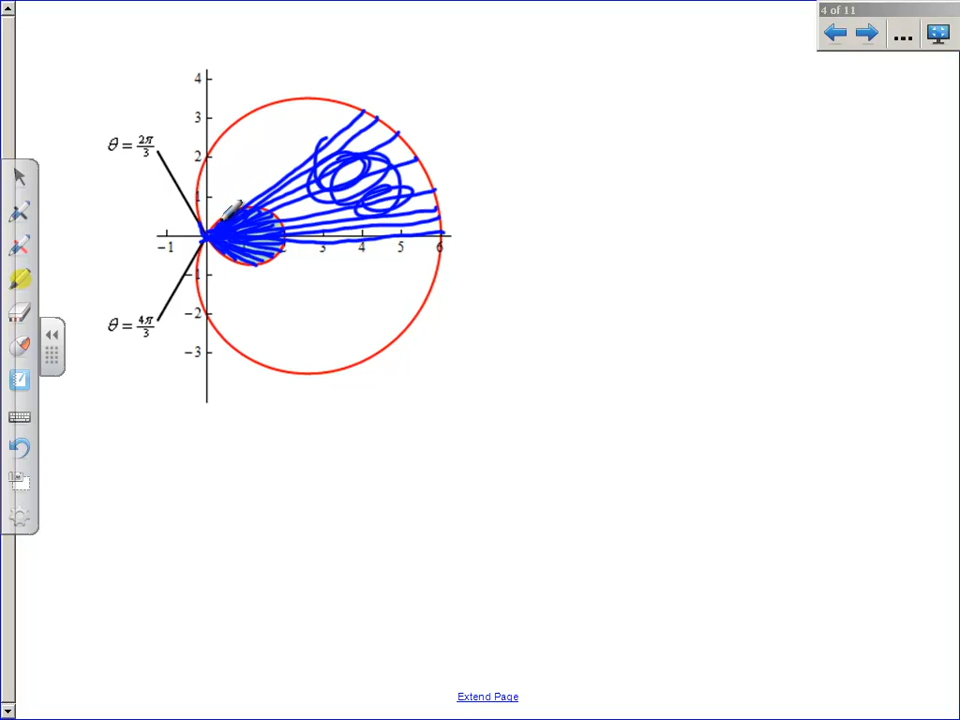 4 of 11
...
4
3
θ = 2π/3
2
1
−1 3 4 5 6
−1
θ = 4π/3
−2
−3
Extend Page